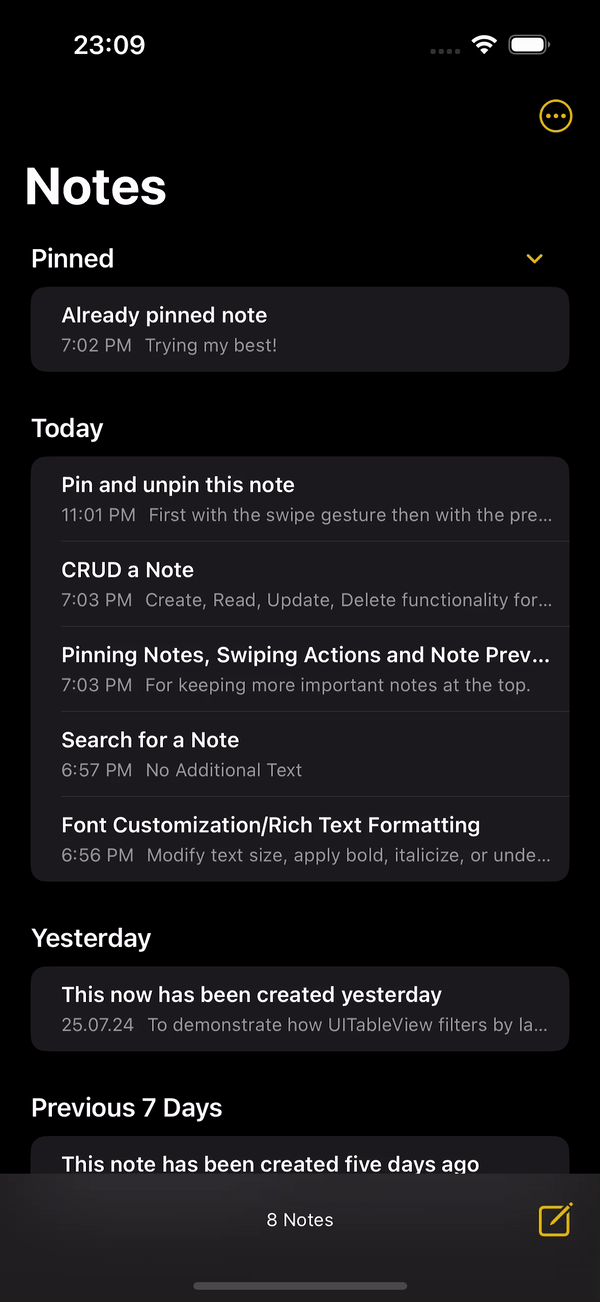 23:09
Notes
Pinned
Already pinned note
7:02 PM Trying my best!
Today
Pin and unpin this note
11:01 PM First with the swipe gesture then with the pre...
CRUD a Note
7:03 PM Create, Read, Update, Delete functionality for...
Pinning Notes, Swiping Actions and Note Prev...
7:03 PM For keeping more important notes at the top.
Search for a Note
6:57 PM No Additional Text
Font Customization/Rich Text Formatting
6:56 PM Modify text size, apply bold, italicize, or unde...
Yesterday
This now has been created yesterday
25.07.24 To demonstrate how UITableView filters by la...
Previous 7 Days
This note has been created five days ago
8 Notes